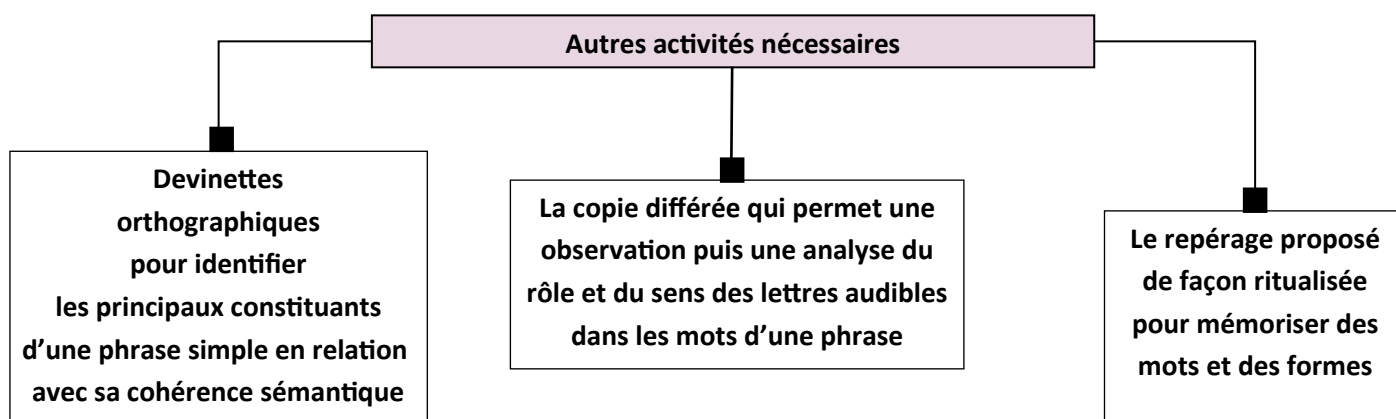 Autres activités nécessaires
Devinettes
orthographiques
pour identifier
les principaux constituants
d’une phrase simple en relation
avec sa cohérence sémantique
La copie différée qui permet une
observation puis une analyse du
rôle et du sens des lettres audibles
dans les mots d’une phrase
Le repérage proposé
de façon ritualisée
pour mémoriser des
mots et des formes